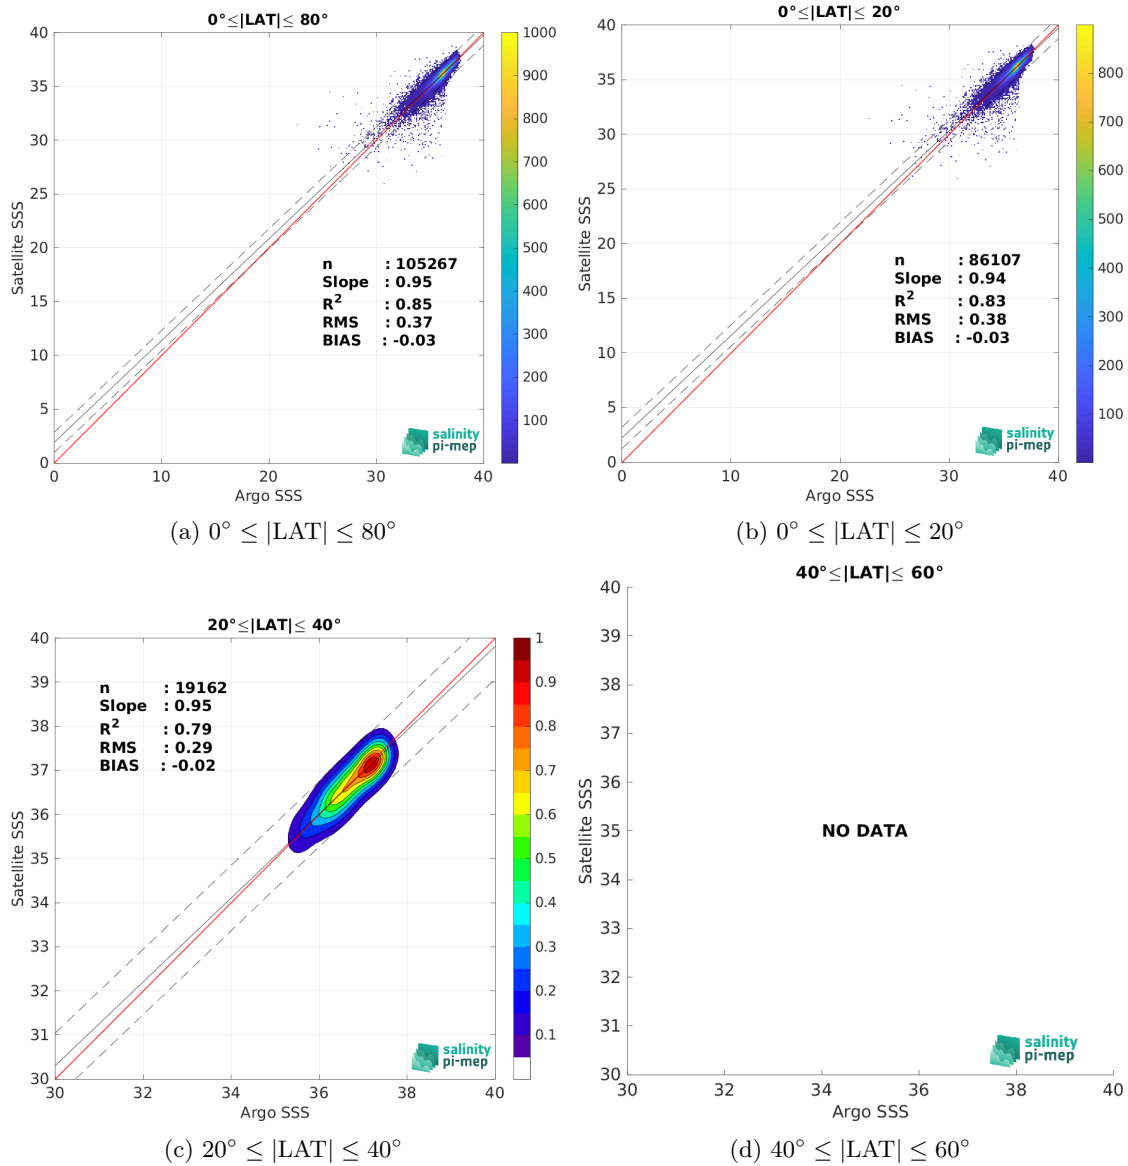 0°≤|LAT|≤ 80°
40
35
30
25
20
15
10
5
0
0
10
20
30
40
Satellite SSS
Argo SSS
n : 105267
Slope : 0.95
R² : 0.85
RMS : 0.37
BIAS : -0.03
salinity
pi-mep
1000
900
800
700
600
500
400
300
200
100
(a) 0° ≤ |LAT| ≤ 80°
0°≤|LAT|≤ 20°
40
35
30
25
20
15
10
5
0
0
10
20
30
40
Satellite SSS
Argo SSS
n : 86107
Slope : 0.94
R² : 0.83
RMS : 0.38
BIAS : -0.03
salinity
pi-mep
800
700
600
500
400
300
200
100
(b) 0° ≤ |LAT| ≤ 20°
20°≤|LAT|≤ 40°
40
39
38
37
36
35
34
33
32
31
30
30
32
34
36
38
40
Satellite SSS
Argo SSS
n : 19162
Slope : 0.95
R² : 0.79
RMS : 0.29
BIAS : -0.02
salinity
pi-mep
1
0.9
0.8
0.7
0.6
0.5
0.4
0.3
0.2
0.1
(c) 20° ≤ |LAT| ≤ 40°
40°≤|LAT|≤ 60°
40
39
38
37
36
35
34
33
32
31
30
30
32
34
36
38
40
Satellite SSS
Argo SSS
NO DATA
salinity
pi-mep
(d) 40° ≤ |LAT| ≤ 60°